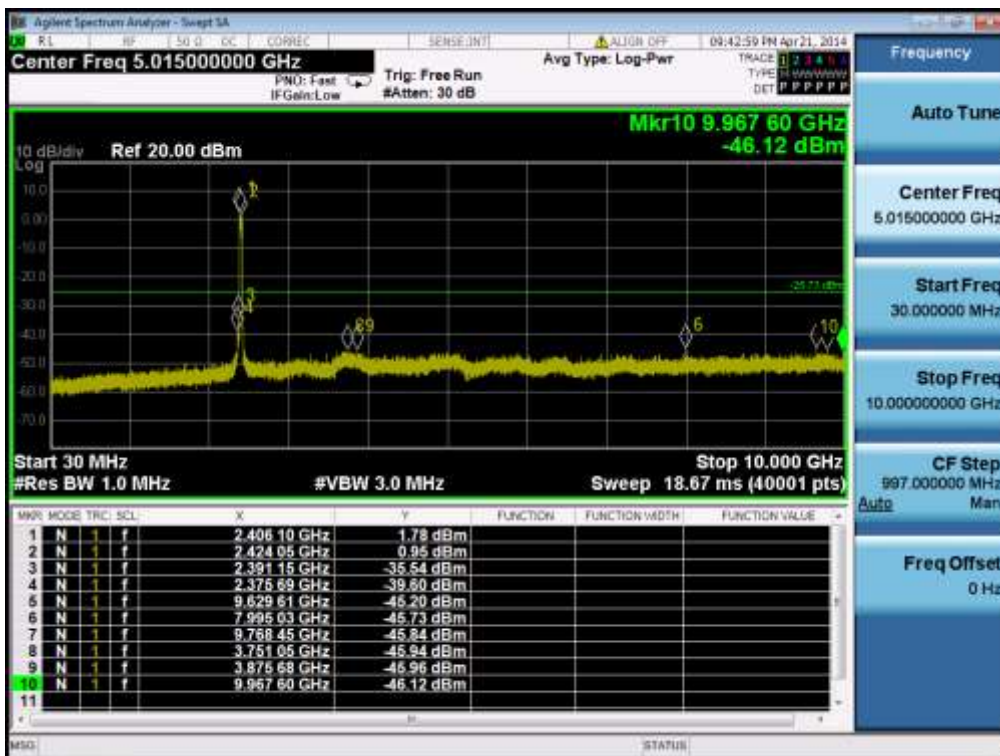 Agilent Spectrum Analyzer - Swept SA
RL RF 50 Ω DC CORREC SENSE:INT ALIGN OFF 09:42:59 PM Apr 21, 2014
Center Freq 5.015000000 GHz
PNO: Fast
IFGain:Low
Trig: Free Run
#Atten: 30 dB
Avg Type: Log-Pwr
TRACE 1 2 3 4 5 6
TYPE
DET P P P P P P
Mkr10 9.967 60 GHz
-46.12 dBm
10 dB/div Ref 20.00 dBm
Log
10.0
0.00
-10.0
-20.0
-30.0
-40.0
-50.0
-60.0
-70.0
2
3
4
8 9
6
10
-25.77 dBm
Start 30 MHz Stop 10.000 GHz
#Res BW 1.0 MHz #VBW 3.0 MHz Sweep 18.67 ms (40001 pts)
MKR MODE TRC SCL X Y FUNCTION FUNCTION WIDTH FUNCTION VALUE
1 N 1 f 2.406 10 GHz 1.78 dBm
2 N 1 f 2.424 05 GHz 0.95 dBm
3 N 1 f 2.391 15 GHz -35.54 dBm
4 N 1 f 2.375 69 GHz -39.60 dBm
5 N 1 f 9.629 61 GHz -45.20 dBm
6 N 1 f 7.995 03 GHz -45.73 dBm
7 N 1 f 9.768 45 GHz -45.84 dBm
8 N 1 f 3.751 05 GHz -45.94 dBm
9 N 1 f 3.875 68 GHz -45.96 dBm
10 N 1 f 9.967 60 GHz -46.12 dBm
11
MSG STATUS
Frequency
Auto Tune
Center Freq
5.015000000 GHz
Start Freq
30.000000 MHz
Stop Freq
10.000000000 GHz
CF Step
997.000000 MHz
Auto Man
Freq Offset
0 Hz